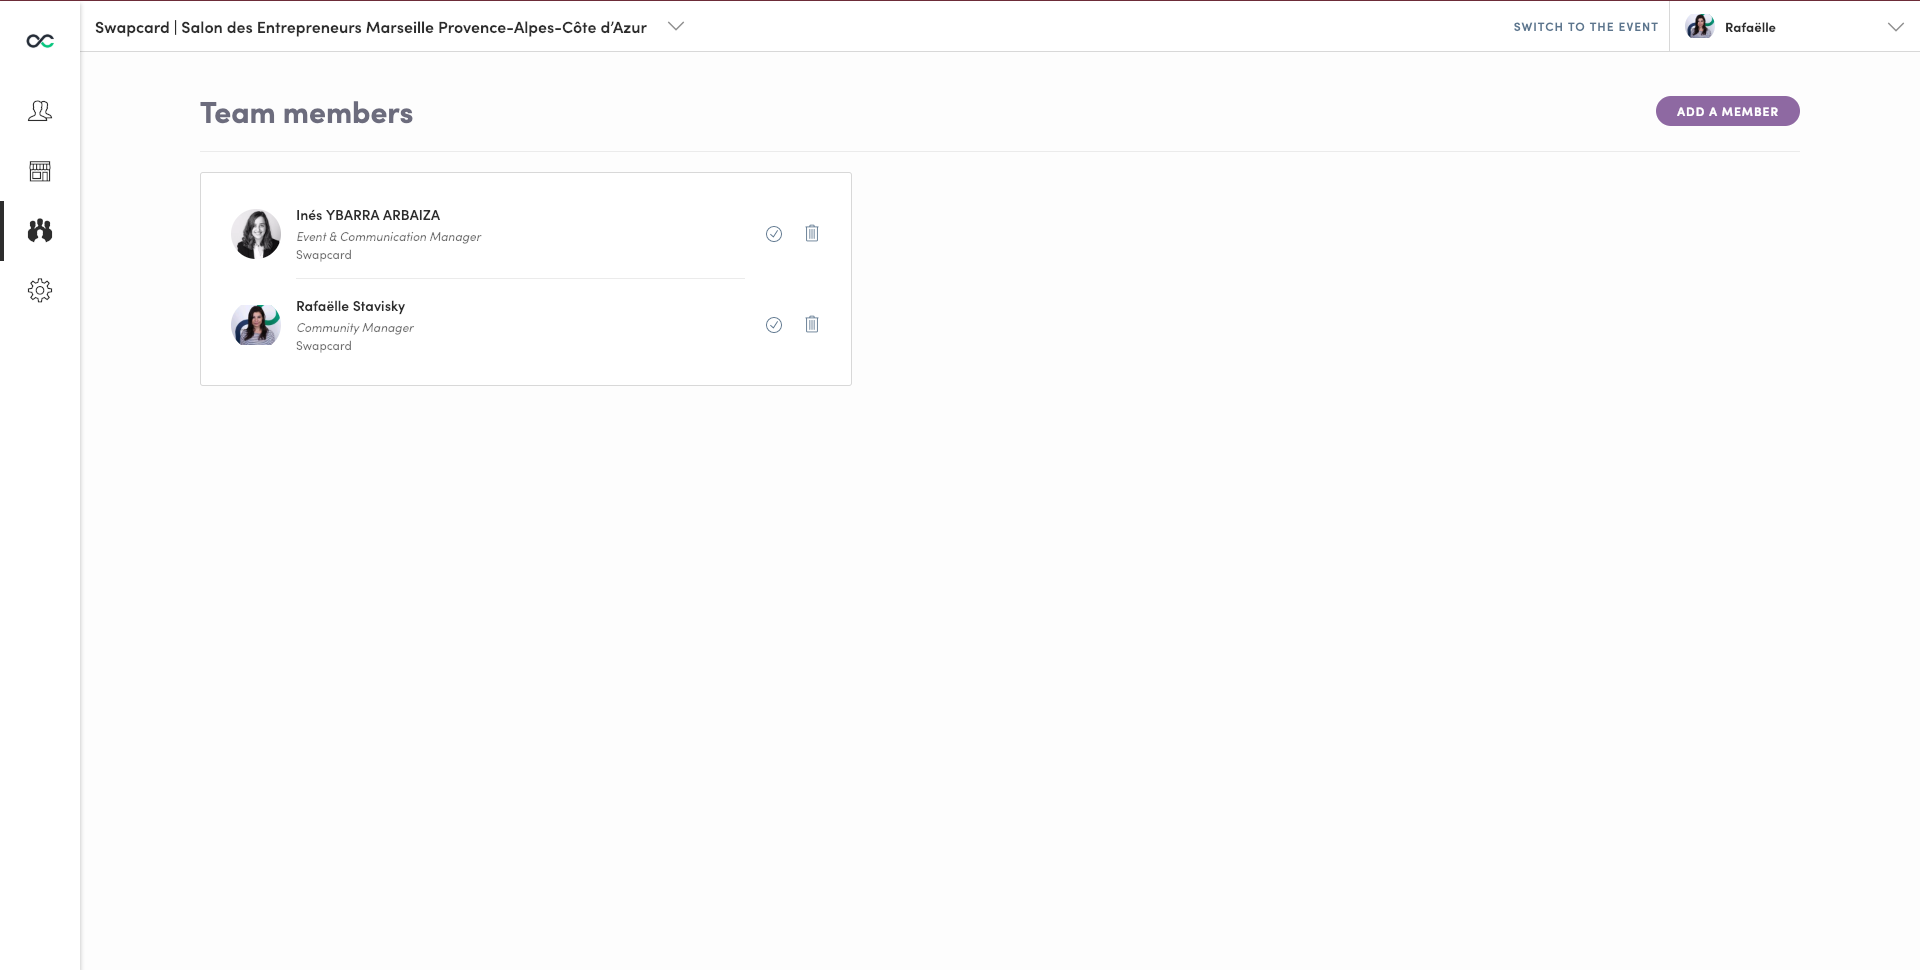 Swapcard | Salon des Entrepreneurs Marseille Provence-Alpes-Côte d’Azur
SWITCH TO THE EVENT
Rafaëlle
Team members
ADD A MEMBER
Inés YBARRA ARBAIZA
Event & Communication Manager
Swapcard
Rafaëlle Stavisky
Community Manager
Swapcard